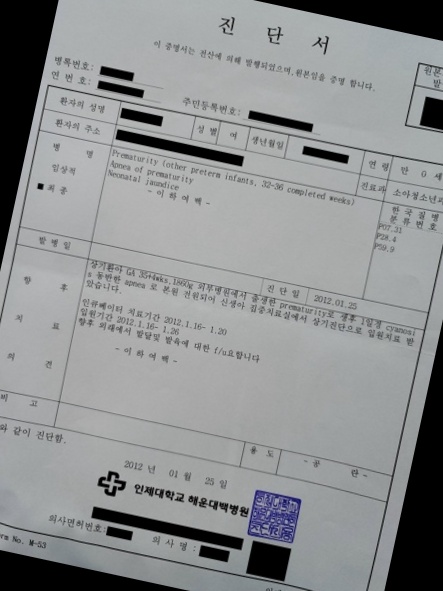 진 단 서
이 증명서는 전산에 의해 발행되었으며, 원본임을 증명 합니다.
원본
발
병록번호:
연 번 호:
주민등록번호:
환자의 성명
성 별
여
생년월일
연 령
만 0 세
환자의 주소
진료과
소아청소년과
병 명
임상적
■ 최 종
Prematurity (other preterm infants, 32-36 completed weeks)
Apnea of prematurity
Neonatal jaundice
- 이 하 여 백 -
한 국 질 병
분 류 번 호
P07.31
P28.4
P59.9
발 병 일
진 단 일
2012.01.25
향 후
치 료
의 견
상기환아 GA 35+4wks, 1860g 외부병원에서 출생한 prematurity로 생후 1일경 cyanosi
s 동반한 apnea 로 본원 전원되어 신생아 집중치료실에서 상기진단으로 입원치료 받
았습니다.
인큐베이터 치료기간 2012.1.16- 1.20
입원기간 2012.1.16- 1.26
향후 외래에서 발달및 발육에 대한 f/u요합니다
- 이 하 여 백 -
비 고
용 도
- 공 란 -
와 같이 진단함.
2012 년 01 월 25 일
인제대학교 해운대백병원
의사면허번호:
의 사 명 :
orm No. M-53